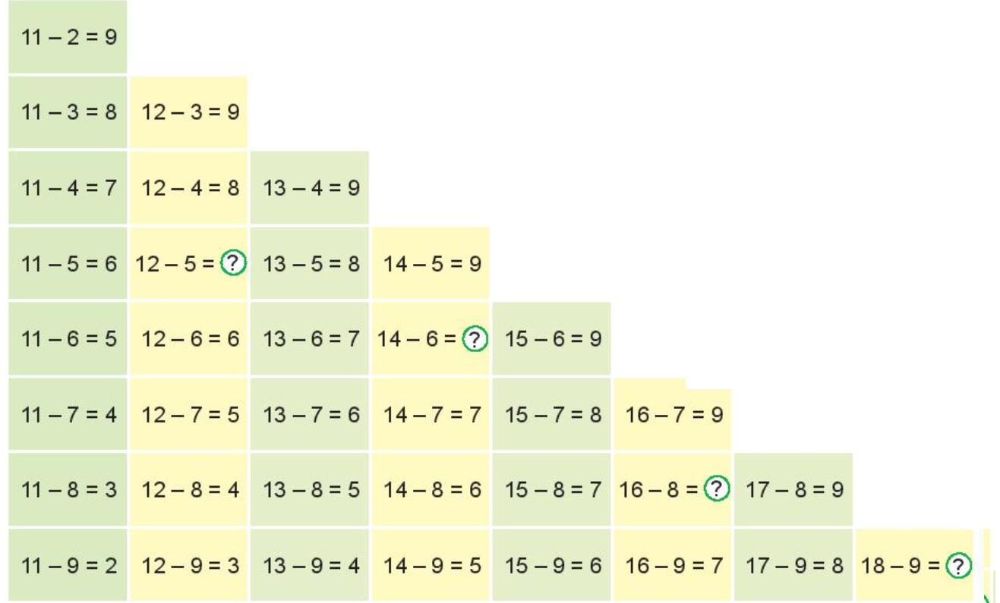 11 – 2 = 9
11 – 3 = 8 12 – 3 = 9
11 – 4 = 7 12 – 4 = 8 13 – 4 = 9
11 – 5 = 6 12 – 5 = ? 13 – 5 = 8 14 – 5 = 9
11 – 6 = 5 12 – 6 = 6 13 – 6 = 7 14 – 6 = ? 15 – 6 = 9
11 – 7 = 4 12 – 7 = 5 13 – 7 = 6 14 – 7 = 7 15 – 7 = 8 16 – 7 = 9
11 – 8 = 3 12 – 8 = 4 13 – 8 = 5 14 – 8 = 6 15 – 8 = 7 16 – 8 = ? 17 – 8 = 9
11 – 9 = 2 12 – 9 = 3 13 – 9 = 4 14 – 9 = 5 15 – 9 = 6 16 – 9 = 7 17 – 9 = 8 18 – 9 = ?